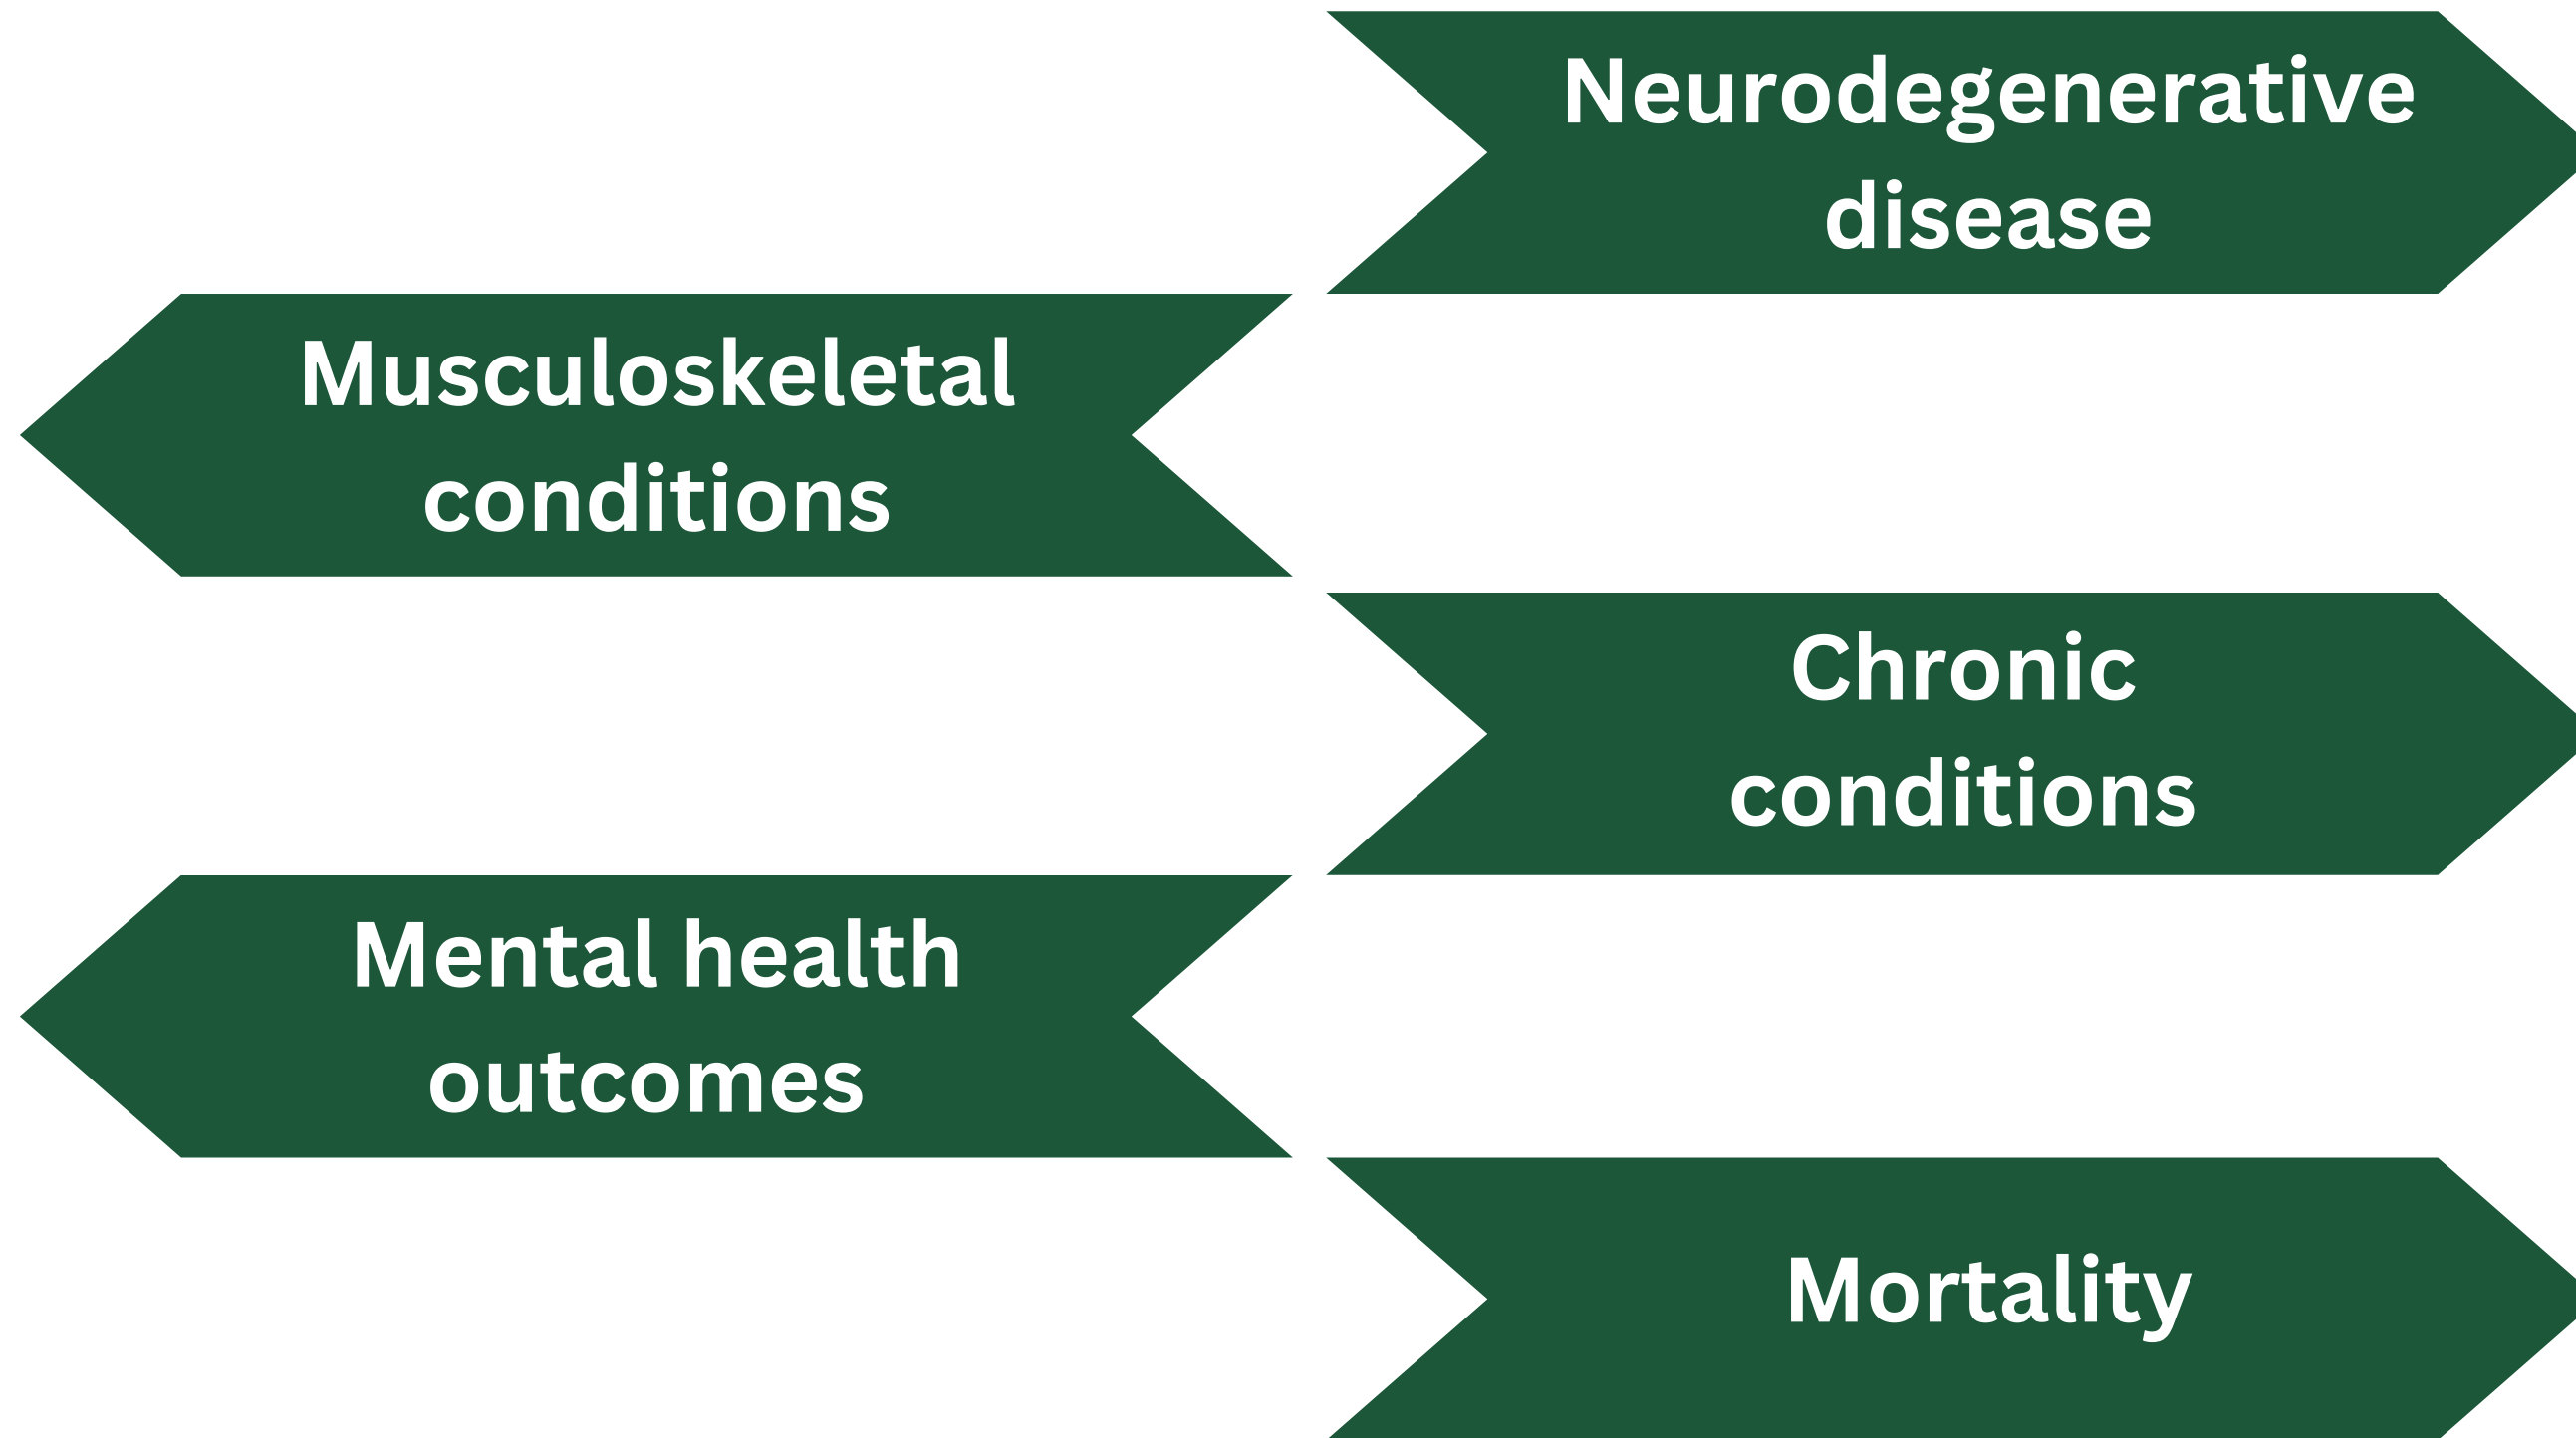 Neurodegenerative
disease
Musculoskeletal
conditions
Chronic
conditions
Mental health
outcomes
Mortality